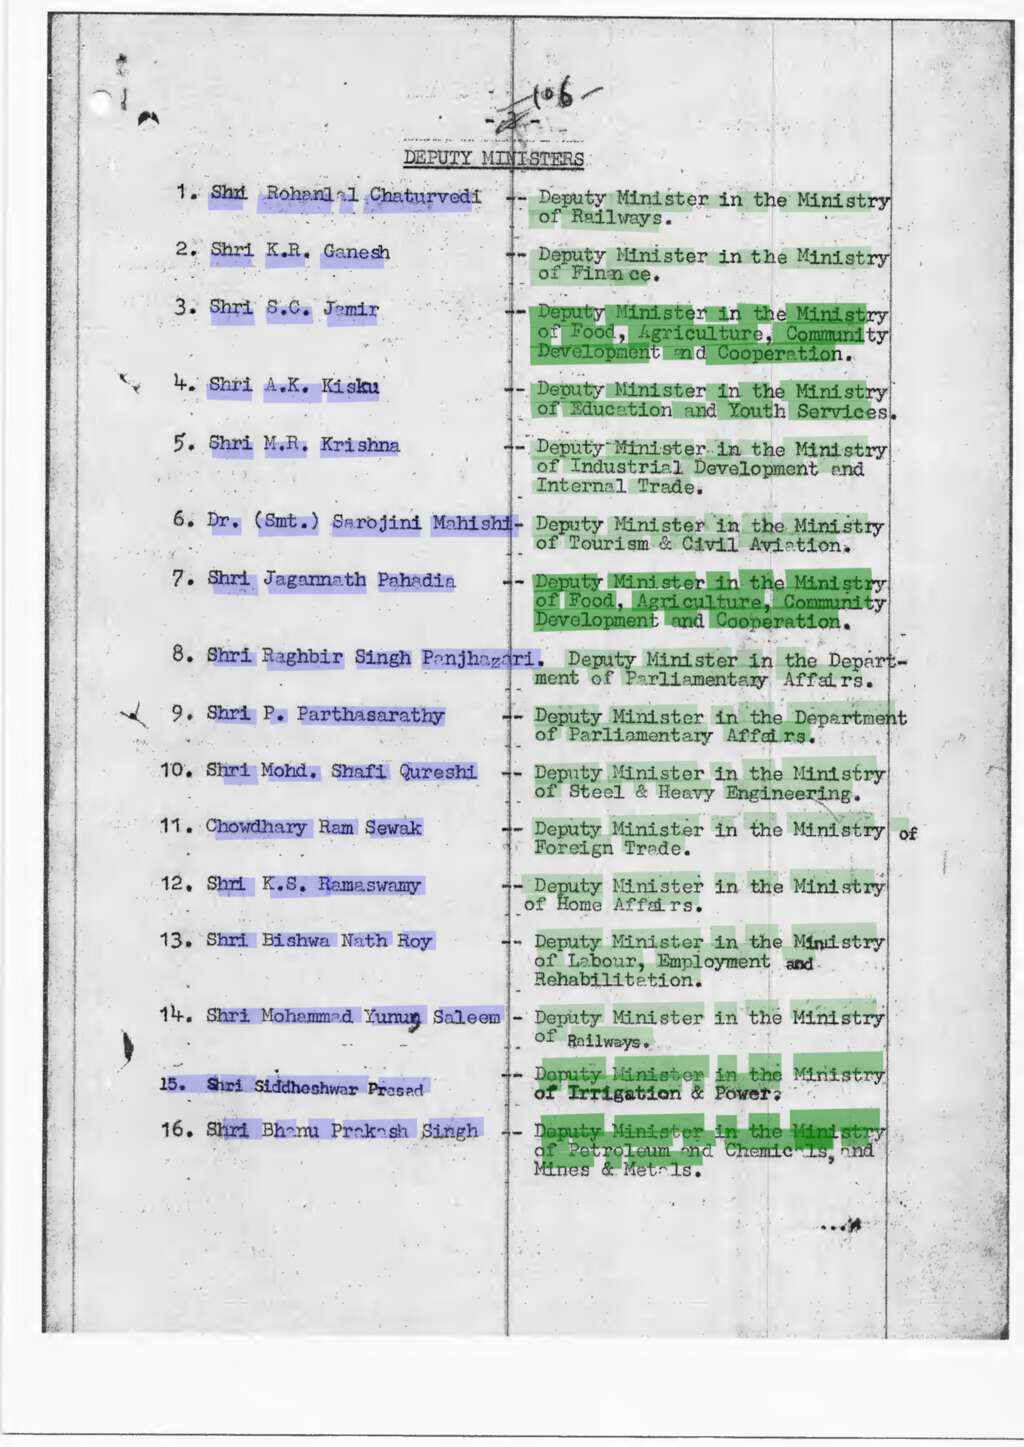 -106-
DEPUTY MINISTERS
1. Shri Rohanlal Chaturvedi -- Deputy Minister in the Ministry
of Railways.
2. Shri K.R. Ganesh -- Deputy Minister in the Ministry
of Finance.
3. Shri S.C. Jamir -- Deputy Minister in the Ministry
of Food, Agriculture, Community
Development and Cooperation.
4. Shri A.K. Kisku -- Deputy Minister in the Ministry
of Education and Youth Services.
5. Shri M.R. Krishna -- Deputy Minister in the Ministry
of Industrial Development and
Internal Trade.
6. Dr. (Smt.) Sarojini Mahishi- Deputy Minister in the Ministry
of Tourism & Civil Aviation.
7. Shri Jagannath Pahadia -- Deputy Minister in the Ministry
of Food, Agriculture, Community
Development and Cooperation.
8. Shri Raghbir Singh Panjhazari. Deputy Minister in the Depart-
ment of Parliamentary Affairs.
9. Shri P. Parthasarathy -- Deputy Minister in the Department
of Parliamentary Affairs.
10. Shri Mohd. Shafi Qureshi -- Deputy Minister in the Ministry
of Steel & Heavy Engineering.
11. Chowdhary Ram Sewak -- Deputy Minister in the Ministry of
Foreign Trade.
12. Shri K.S. Ramaswamy -- Deputy Minister in the Ministry
of Home Affairs.
13. Shri Bishwa Nath Roy -- Deputy Minister in the Ministry
of Labour, Employment and
Rehabilitation.
14. Shri Mohammad Yunus Saleem - Deputy Minister in the Ministry
of Railways.
15. Shri Siddheshwar Prasad -- Deputy Minister in the Ministry
of Irrigation & Power.
16. Shri Bhanu Prakash Singh -- Deputy Minister in the Ministry
of Petroleum and Chemicals, and
Mines & Metals.